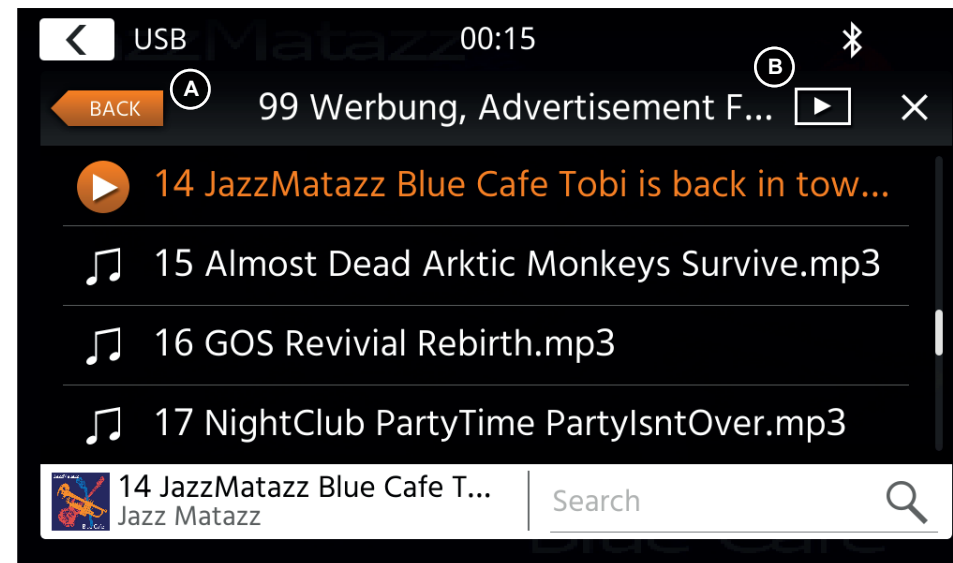 USB 00:15
A B
BACK 99 Werbung, Advertisement F...
14 JazzMatazz Blue Cafe Tobi is back in tow...
15 Almost Dead Arktic Monkeys Survive.mp3
16 GOS Revivial Rebirth.mp3
17 NightClub PartyTime PartyIsntOver.mp3
14 JazzMatazz Blue Cafe T...
Jazz Matazz
Search
Blue Cafe